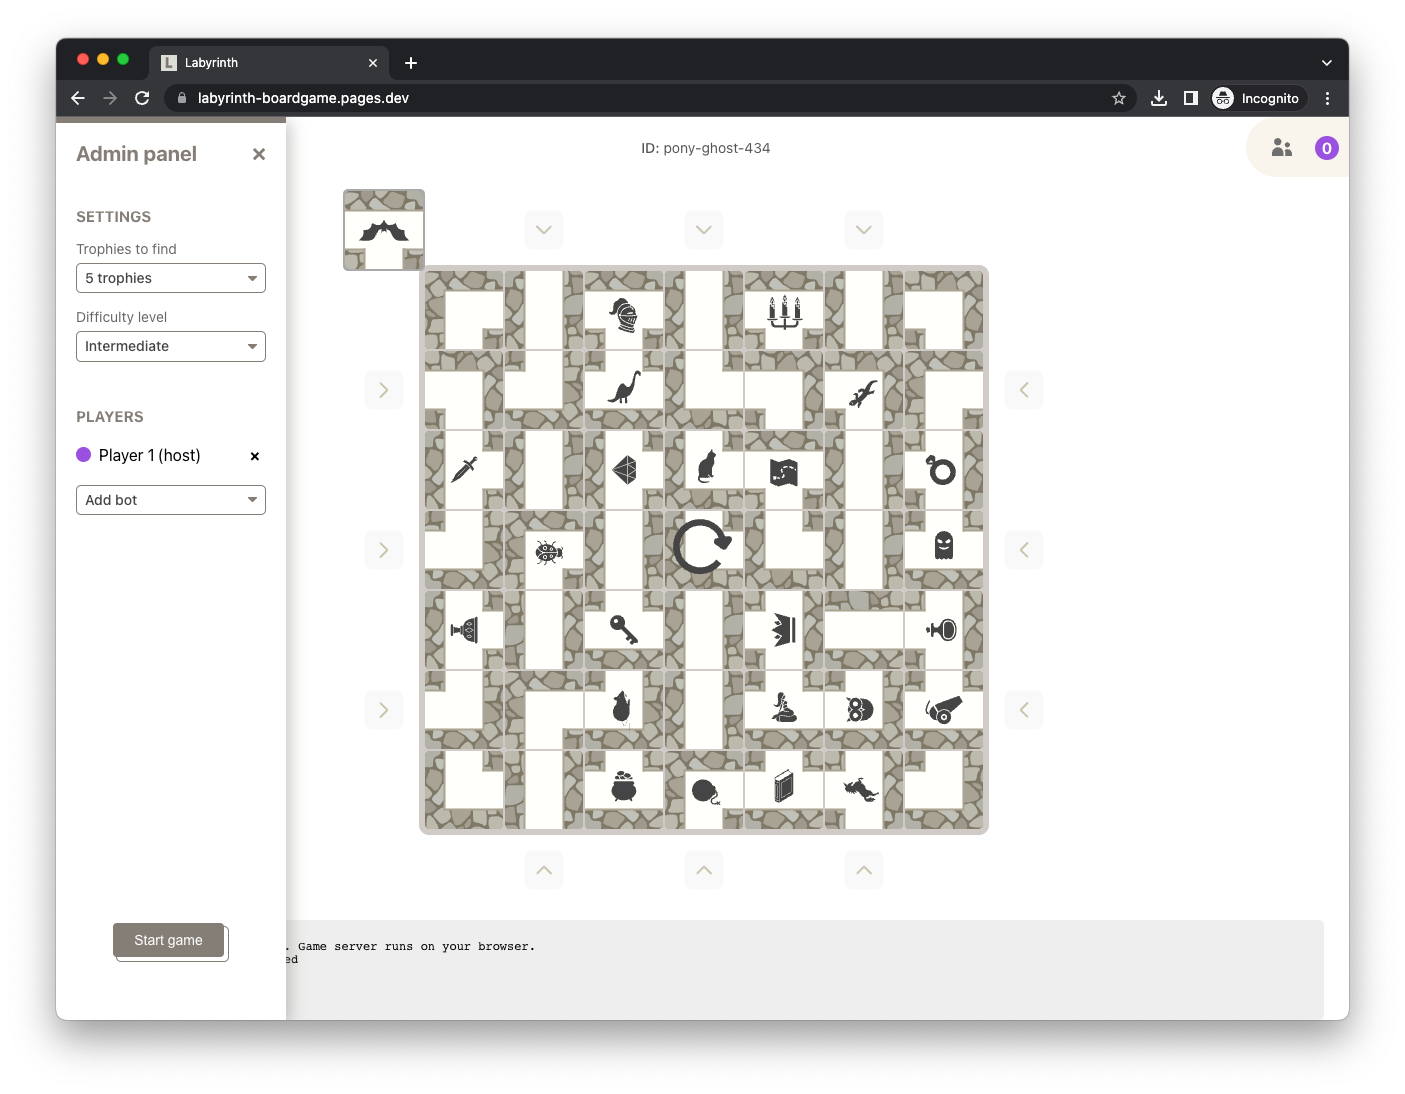 Labyrinth
labyrinth-boardgame.pages.dev
Incognito
Admin panel
ID: pony-ghost-434
0
SETTINGS
Trophies to find
5 trophies
Difficulty level
Intermediate
PLAYERS
Player 1 (host)
Add bot
Start game
. Game server runs on your browser.
ed